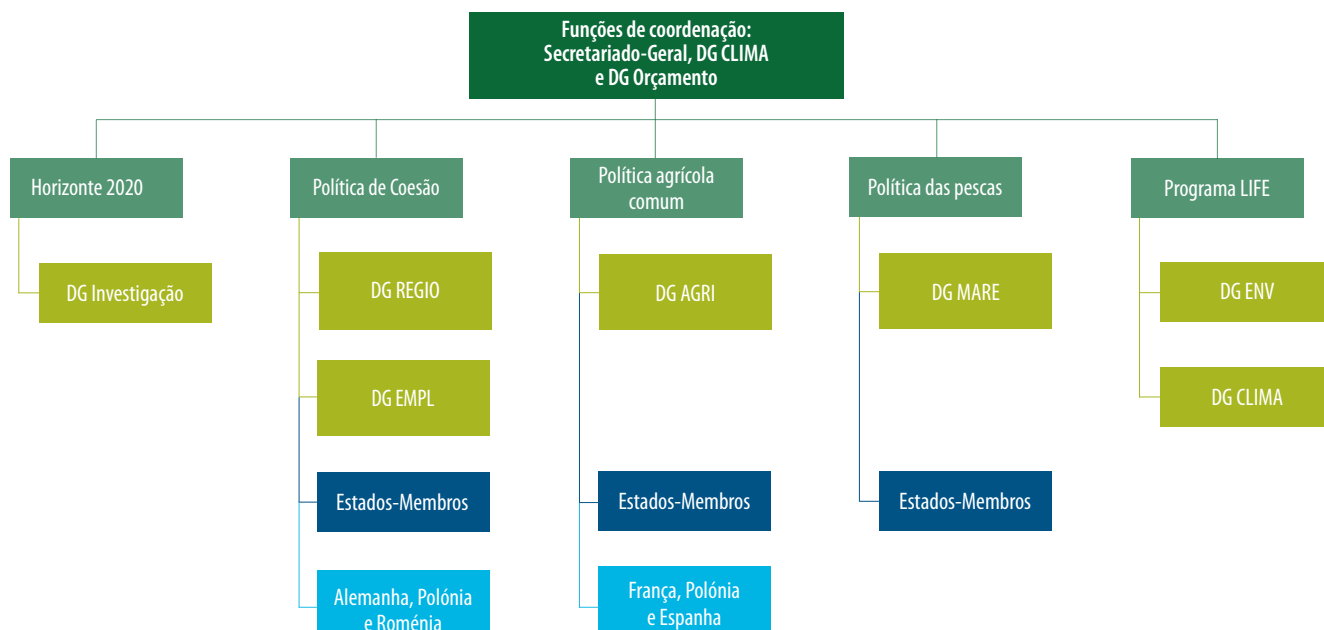 Funções de coordenação:
Secretariado-Geral, DG CLIMA
e DG Orçamento
Horizonte 2020
Política de Coesão
Política agrícola
comum
Política das pescas
Programa LIFE
DG Investigação
DG REGIO
DG AGRI
DG MARE
DG ENV
DG EMPL
DG CLIMA
Estados-Membros
Estados-Membros
Estados-Membros
Alemanha, Polónia
e Roménia
França, Polónia
e Espanha